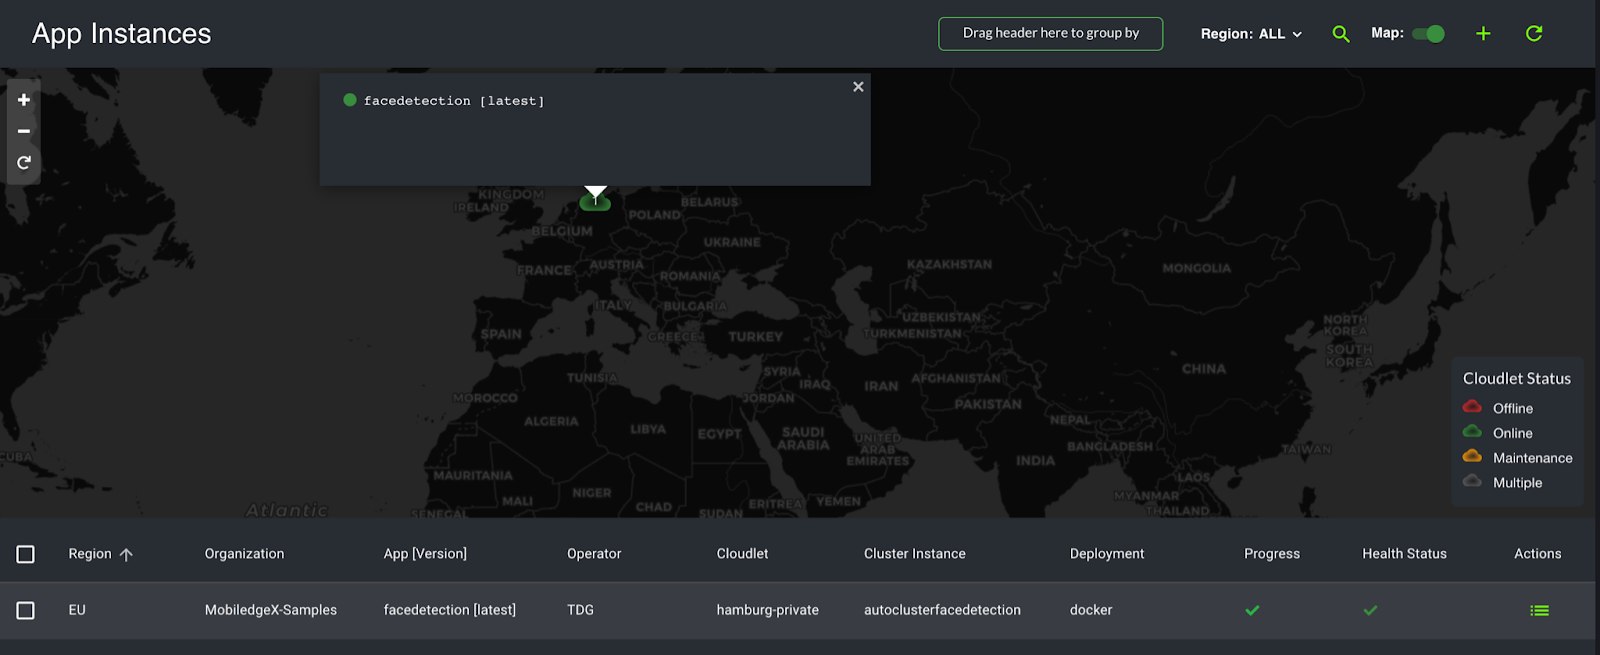 App Instances
Drag header here to group by
Region: ALL
Map:
facedetection [latest]
KINGDOM
IRELAND
BELARUS
POLAND
BELGIUM
UKRAINE
FRANCE
AUSTRIA
ROMANIA
KAZAKHSTAN
MONGOLIA
ITALY
BULGARIA
SPAIN
GREECE
TURKEY
UZBEKISTAN
TURKMENISTAN
NORTH
KOREA
SOUTH
KOREA
TUNISIA
SYRIA
IRAQ
IRAN
AFGHANISTAN
CHINA
MOROCCO
JORDAN
PAKISTAN
ALGERIA
LIBYA
EGYPT
SAUDI
ARABIA
UNITED
ARAB
EMIRATES
NEPAL
BANGLADESH
TAIWAN
CUBA
INDIA
MAURITANIA
LAOS
MALI
NIGER
CHAD
ERITREA
YEMEN
MYANMAR
THAILAND
Atlantic
SENEGAL
SUDAN
Cloudlet Status
Offline
Online
Maintenance
Multiple
Region Organization App [Version] Operator Cloudlet Cluster Instance Deployment Progress Health Status Actions
EU MobiledgeX-Samples facedetection [latest] TDG hamburg-private autoclusterfacedetection docker